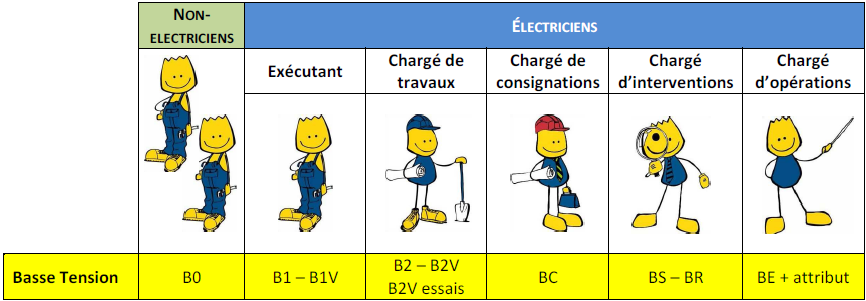 NON-
ELECTRICIENS
ÉLECTRICIENS
Exécutant
Chargé de
travaux
Chargé de
consignations
Chargé
d'interventions
Chargé
d'opérations
Basse Tension
B0
B1 – B1V
B2 – B2V
B2V essais
BC
BS – BR
BE + attribut